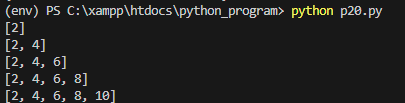 (env) PS C:\xampp\htdocs\python_program> python p20.py
[2]
[2, 4]
[2, 4, 6]
[2, 4, 6, 8]
[2, 4, 6, 8, 10]